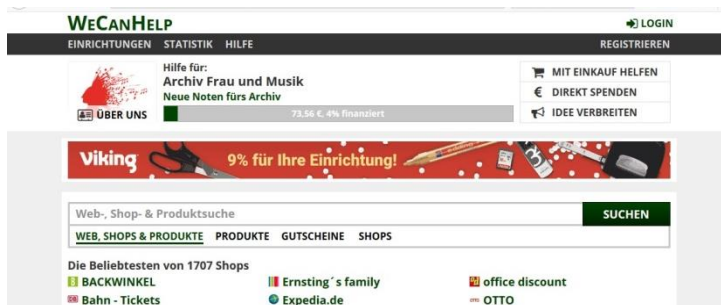 WECANHELP
LOGIN
EINRICHTUNGEN STATISTIK HILFE
REGISTRIEREN
Hilfe für:
Archiv Frau und Musik
Neue Noten fürs Archiv
ÜBER UNS
73,56 €, 4% finanziert
MIT EINKAUF HELFEN
€ DIREKT SPENDEN
IDEE VERBREITEN
Viking
9% für Ihre Einrichtung!
Web-, Shop- & Produktsuche
SUCHEN
WEB, SHOPS & PRODUKTE PRODUKTE GUTSCHEINE SHOPS
Die Beliebtesten von 1707 Shops
BACKWINKEL Ernsting´s family office discount
Bahn - Tickets Expedia.de OTTO